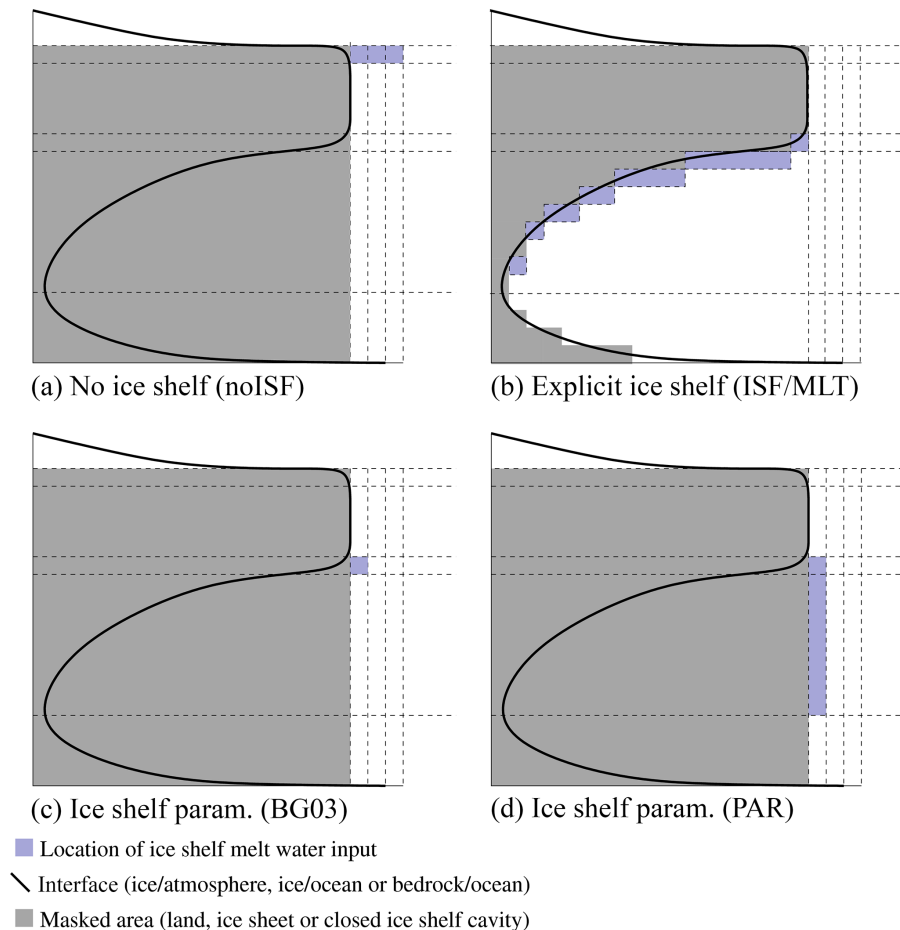 (a) No ice shelf (noISF)
(b) Explicit ice shelf (ISF/MLT)
(c) Ice shelf param. (BG03)
(d) Ice shelf param. (PAR)
Location of ice shelf melt water input
Interface (ice/atmosphere, ice/ocean or bedrock/ocean)
Masked area (land, ice sheet or closed ice shelf cavity)